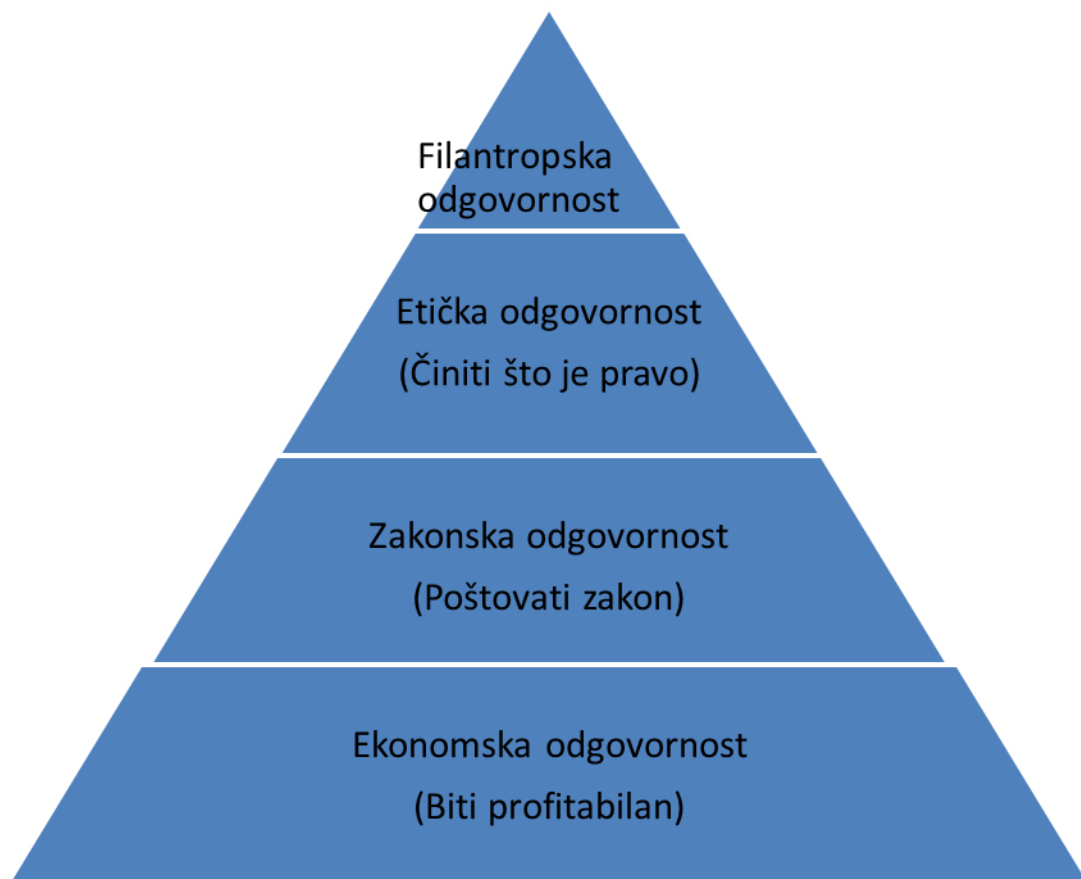 Filantropska
odgovornost
Etička odgovornost
(Činiti što je pravo)
Zakonska odgovornost
(Poštovati zakon)
Ekonomska odgovornost
(Biti profitabilan)